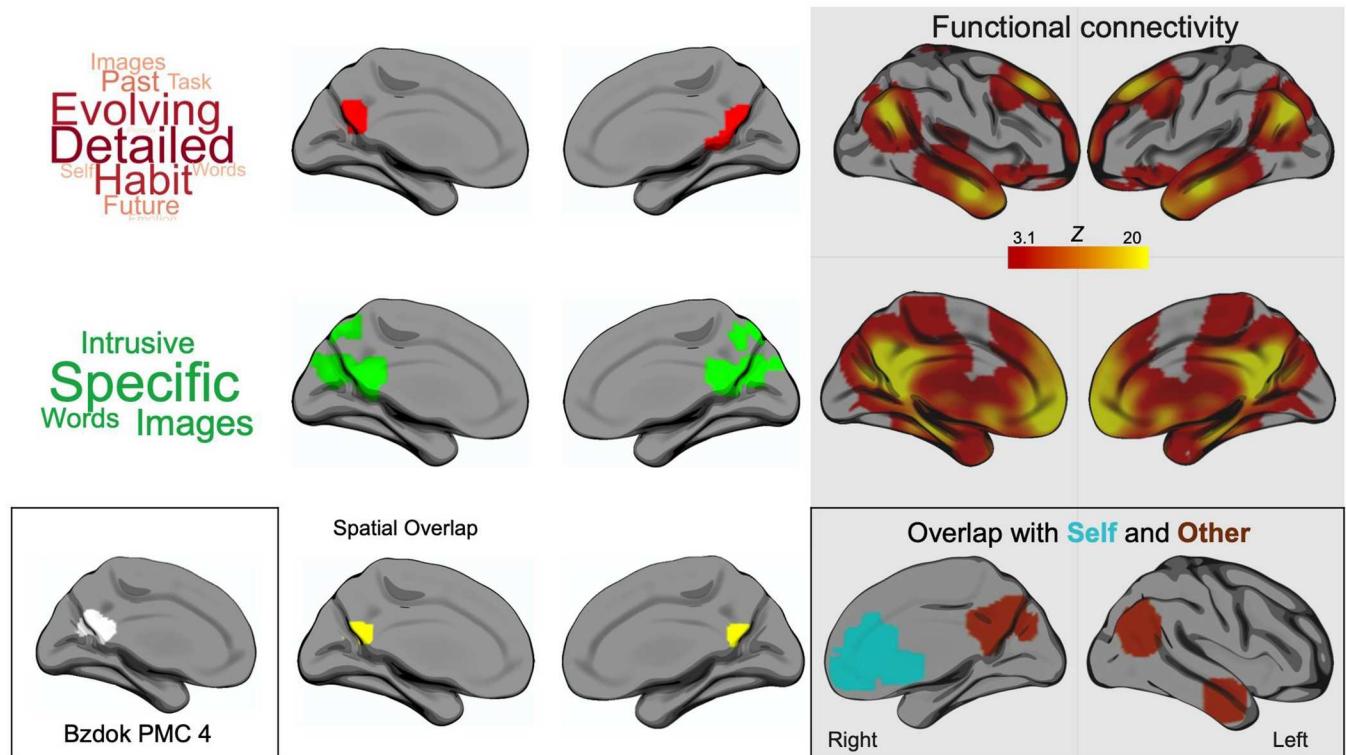 Images
Past Task
Evolving
Detailed
Self Words
Habit
Future
Emotion
Functional connectivity
3.1 Z 20
Intrusive
Specific
Words Images
Spatial Overlap
Bzdok PMC 4
Overlap with Self and Other
Right Left